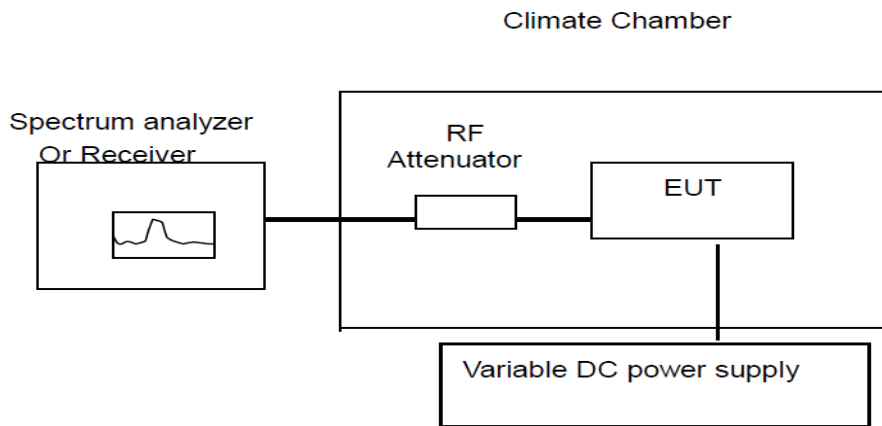 Climate Chamber
Spectrum analyzer
Or Receiver
RF
Attenuator
EUT
Variable DC power supply